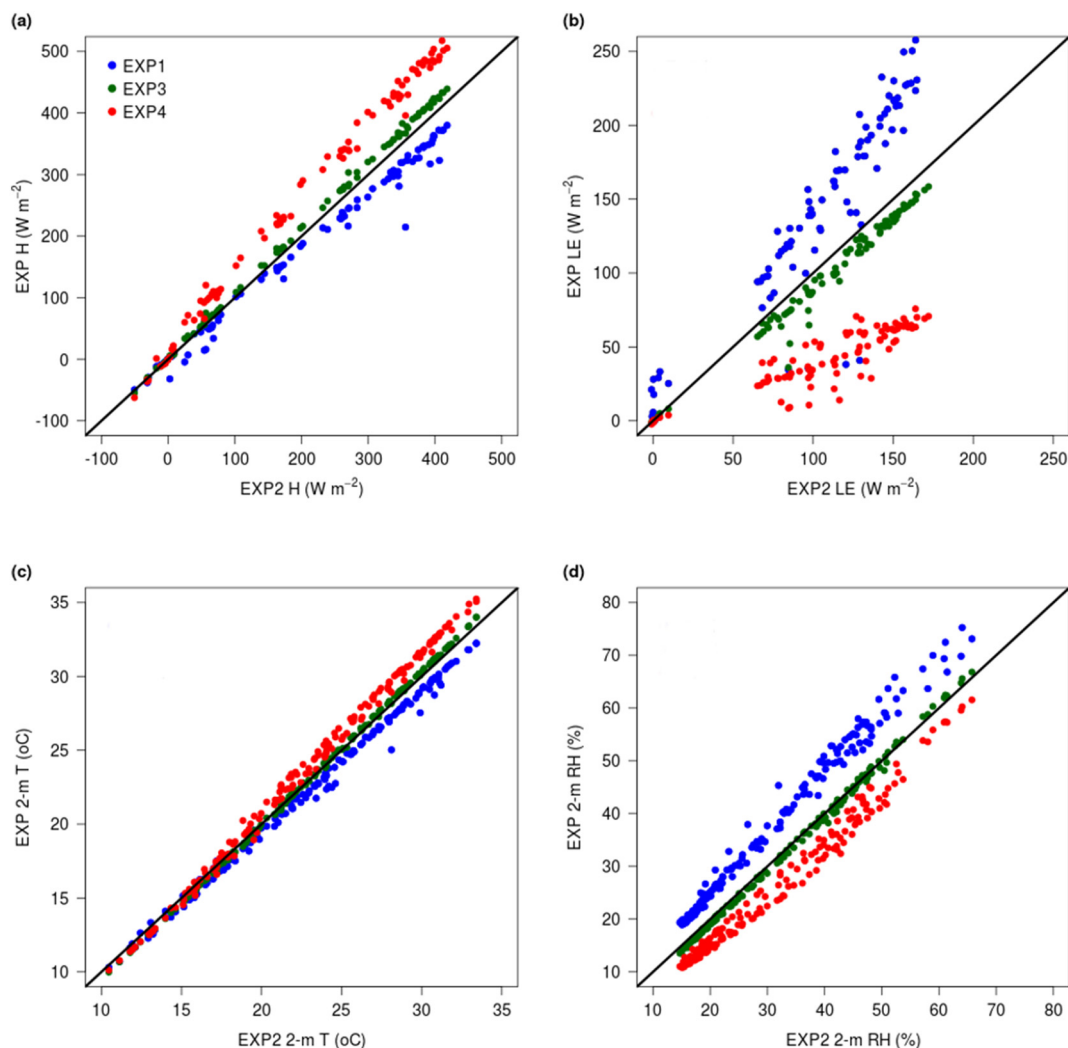 (a)
500
400
300
200
100
0
-100
EXP H (W m⁻²)
EXP1
EXP3
EXP4
-100 0 100 200 300 400 500
EXP2 H (W m⁻²)
(b)
250
200
150
100
50
0
EXP LE (W m⁻²)
0 50 100 150 200 250
EXP2 LE (W m⁻²)
(c)
35
30
25
20
15
10
EXP 2-m T (oC)
10 15 20 25 30 35
EXP2 2-m T (oC)
(d)
80
70
60
50
40
30
20
10
EXP 2-m RH (%)
10 20 30 40 50 60 70 80
EXP2 2-m RH (%)